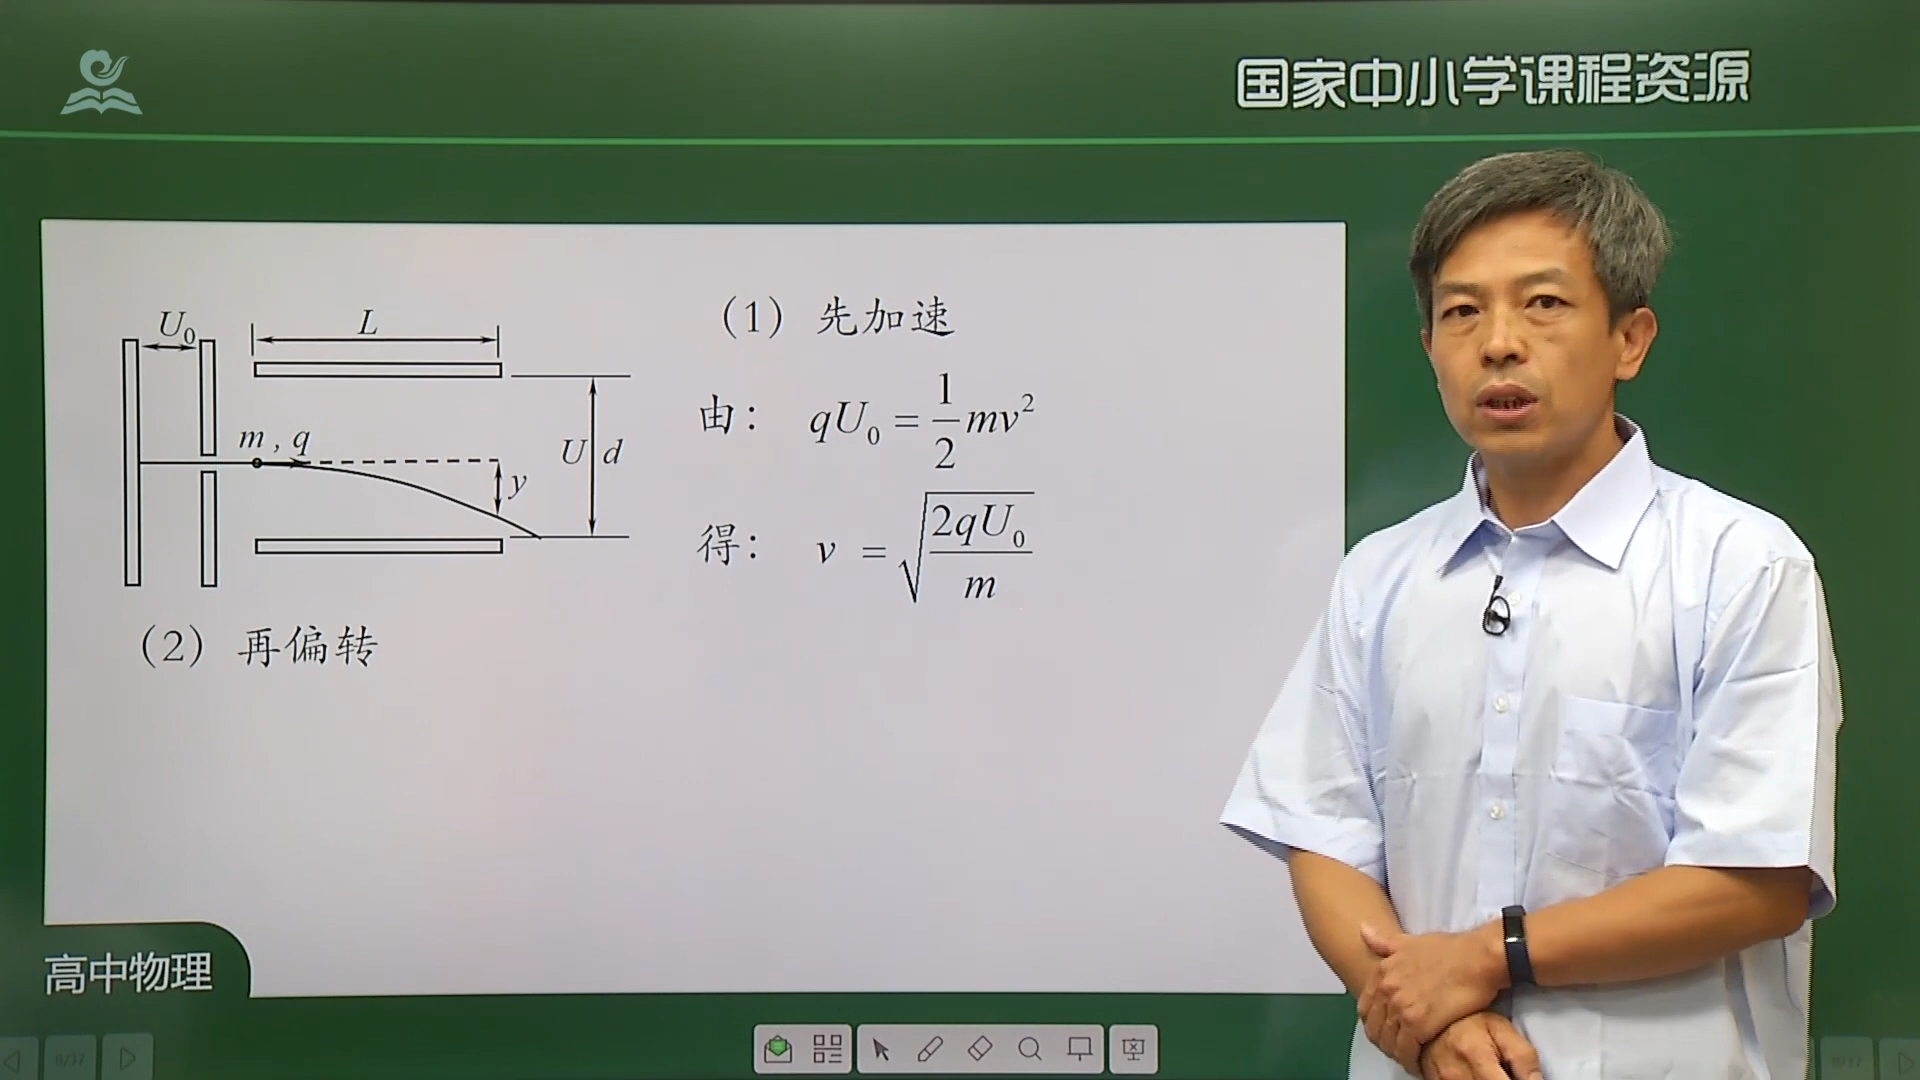 国家中小学课程资源
U₀
L
m , q
U
d
y
(1) 先加速
由： qU₀ = 1/2 mv²
得： v = √(2qU₀/m)
(2) 再偏转
高中物理